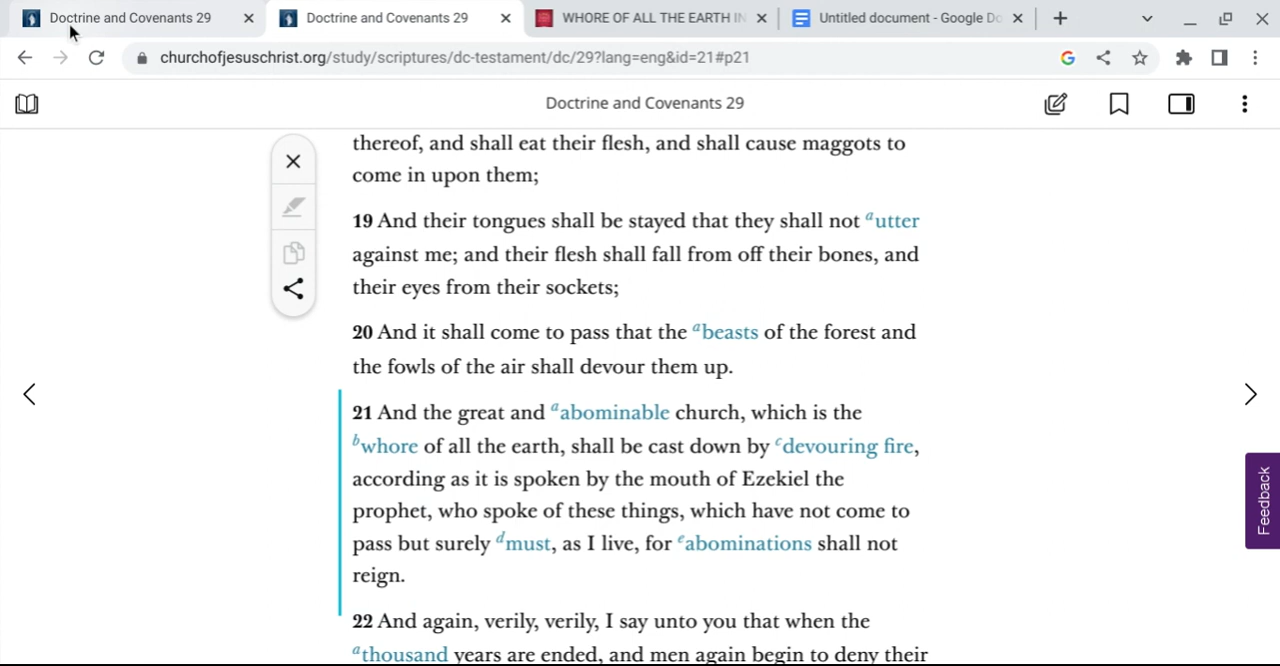 Doctrine and Covenants 29
Doctrine and Covenants 29
WHORE OF ALL THE EARTH IN
Untitled document - Google Do
churchofjesuschrist.org/study/scriptures/dc-testament/dc/29?lang=eng&id=21#p21
Doctrine and Covenants 29
thereof, and shall eat their flesh, and shall cause maggots to
come in upon them;
19 And their tongues shall be stayed that they shall not a utter
against me; and their flesh shall fall from off their bones, and
their eyes from their sockets;
20 And it shall come to pass that the a beasts of the forest and
the fowls of the air shall devour them up.
21 And the great and a abominable church, which is the
b whore of all the earth, shall be cast down by c devouring fire,
according as it is spoken by the mouth of Ezekiel the
prophet, who spoke of these things, which have not come to
pass but surely d must, as I live, for e abominations shall not
reign.
22 And again, verily, verily, I say unto you that when the
a thousand years are ended, and men again begin to deny their
Feedback